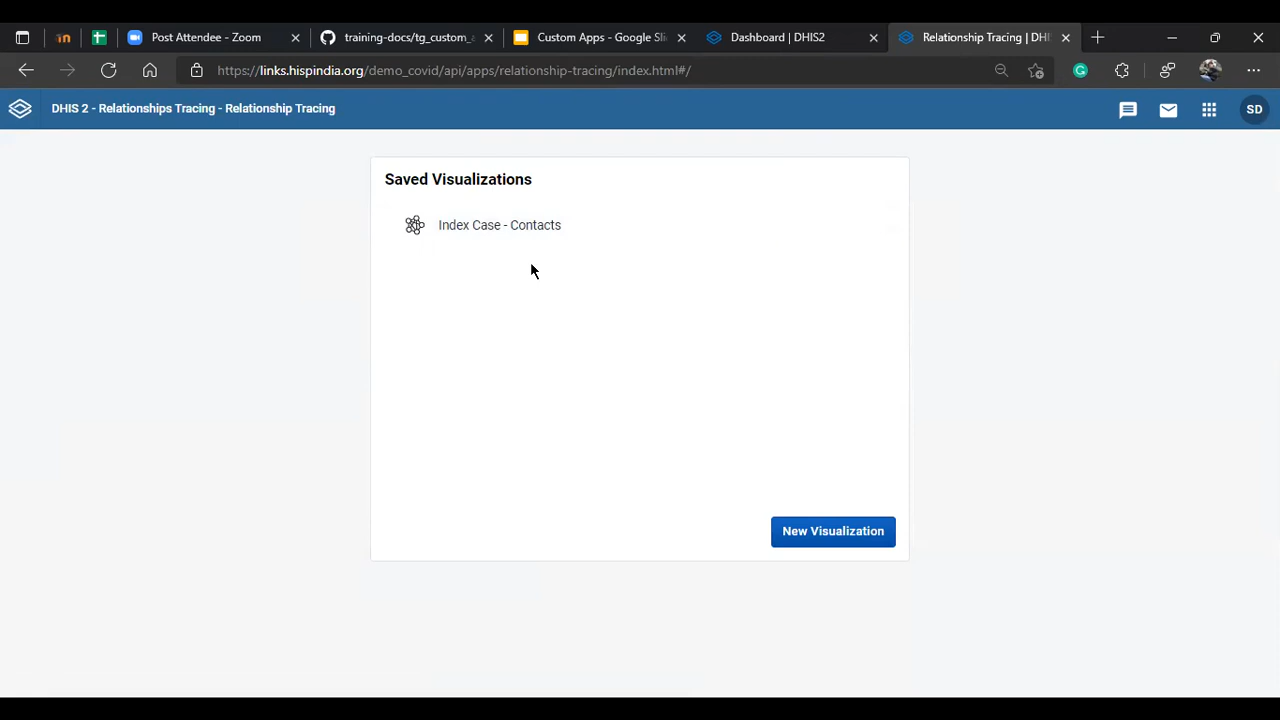 Post Attendee - Zoom
training-docs/tg_custom_
Custom Apps - Google Sli
Dashboard | DHIS2
Relationship Tracing | DHI
https://links.hispindia.org/demo_covid/api/apps/relationship-tracing/index.html#/
DHIS 2 - Relationships Tracing - Relationship Tracing
SD
Saved Visualizations
Index Case - Contacts
New Visualization